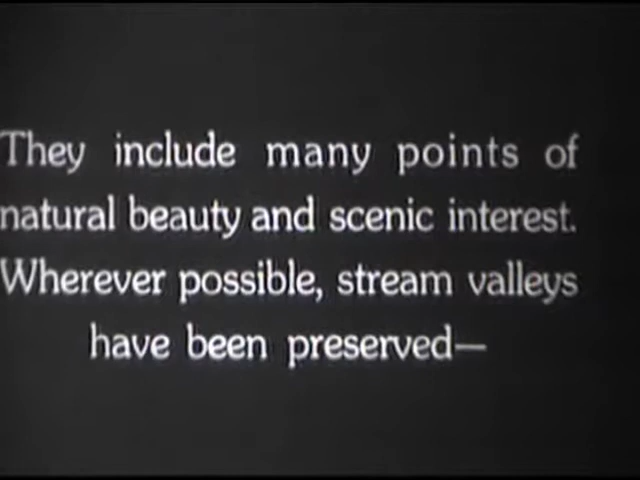 They include many points of
natural beauty and scenic interest.
Wherever possible, stream valleys
have been preserved—